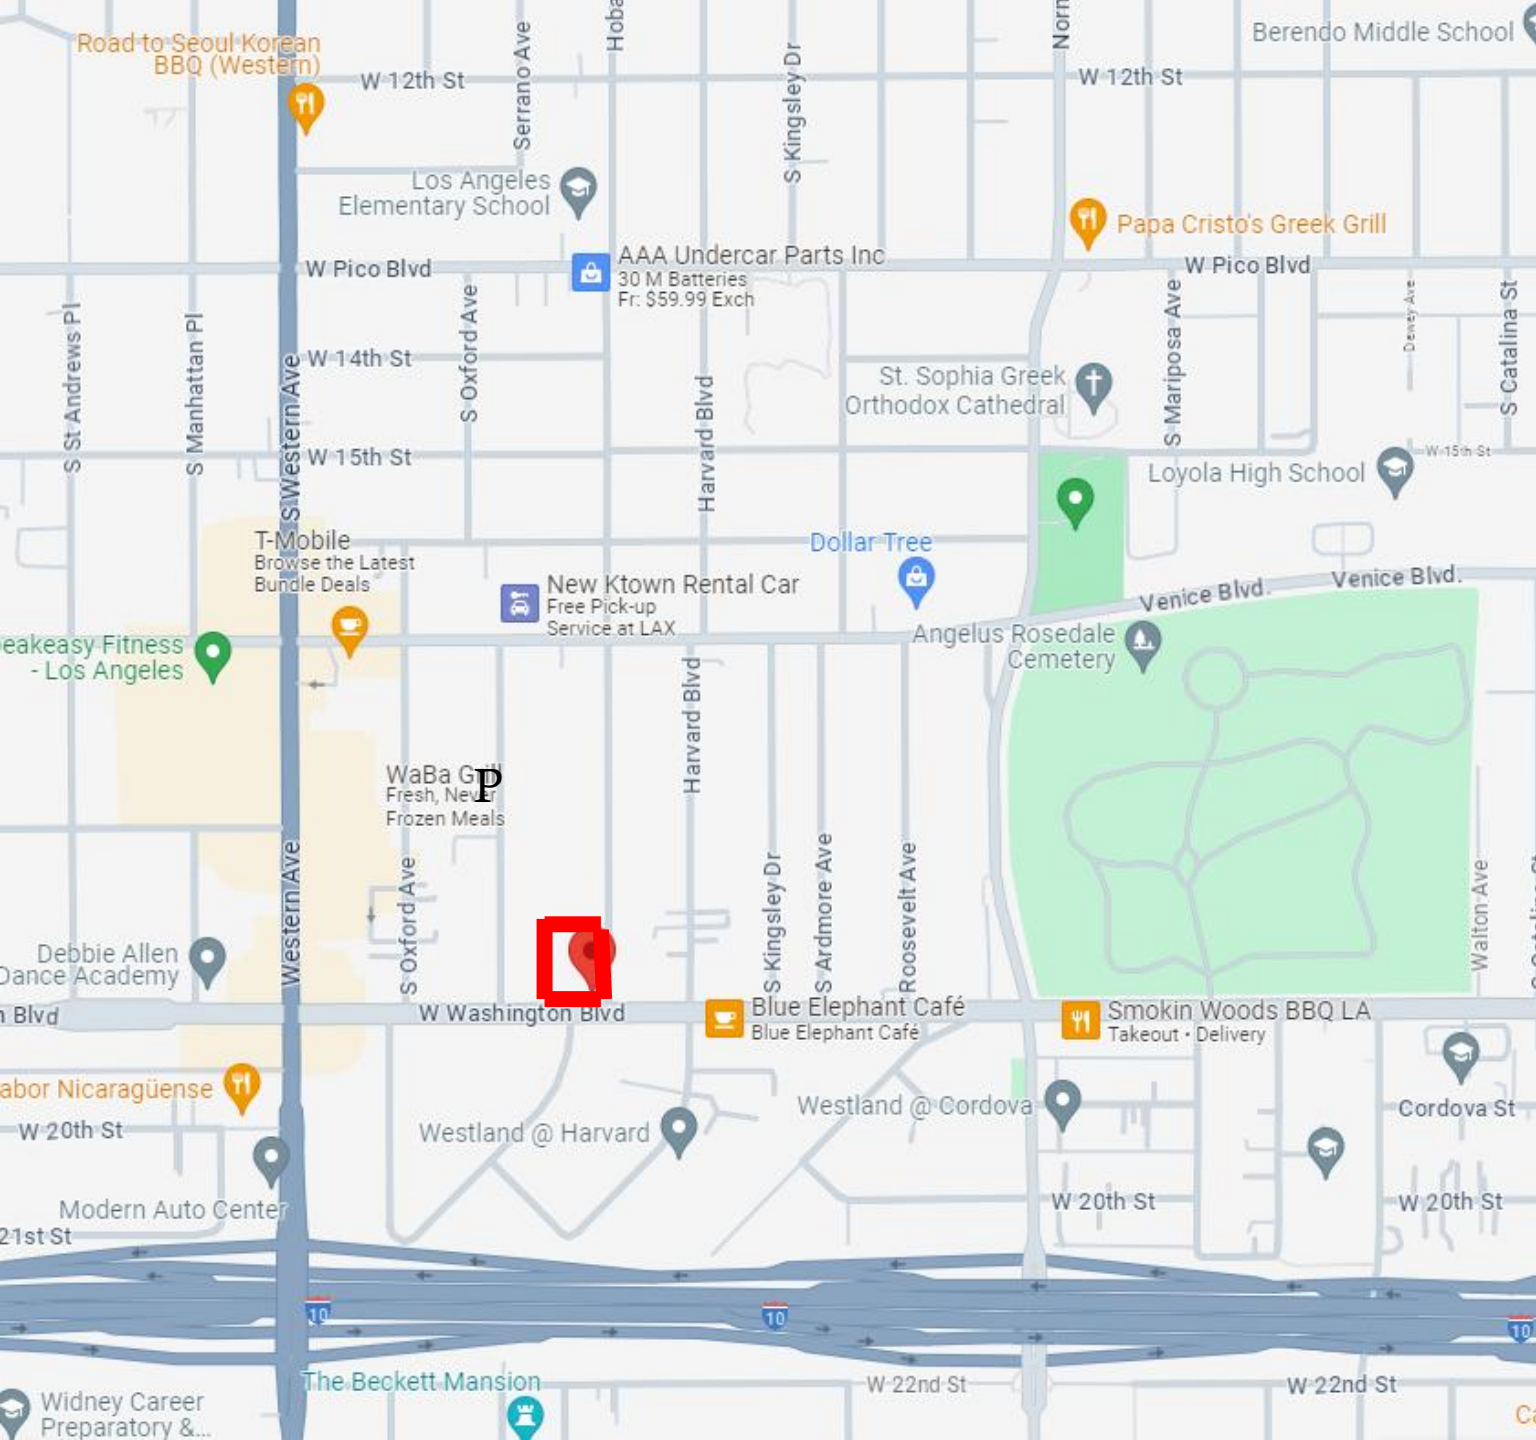 Road to Seoul Korean
BBQ (Western)
W 12th St
Serrano Ave
Hoba
S Kingsley Dr
Norn
W 12th St
Berendo Middle School
Los Angeles
Elementary School
Papa Cristo's Greek Grill
AAA Undercar Parts Inc
30 M Batteries
Fr: $59.99 Exch
W Pico Blvd
W Pico Blvd
S St Andrews Pl
S Manhattan Pl
S Western Ave
W 14th St
S Oxford Ave
Harvard Blvd
St. Sophia Greek
Orthodox Cathedral
S Mariposa Ave
Dewey Ave
S Catalina St
W 15th St
W 15th St
Loyola High School
T-Mobile
Browse the Latest
Bundle Deals
Dollar Tree
New Ktown Rental Car
Free Pick-up
Service at LAX
Venice Blvd.
Venice Blvd.
eakeasy Fitness
- Los Angeles
Angelus Rosedale
Cemetery
Harvard Blvd
WaBa Grill
P
Fresh, Never
Frozen Meals
Western Ave
S Oxford Ave
S Kingsley Dr
S Ardmore Ave
Roosevelt Ave
Walton Ave
Debbie Allen
Dance Academy
n Blvd
W Washington Blvd
Blue Elephant Café
Blue Elephant Café
Smokin Woods BBQ LA
Takeout • Delivery
abor Nicaragüense
Westland @ Cordova
Cordova St
W 20th St
Westland @ Harvard
Modern Auto Center
W 20th St
W 20th St
21st St
10
10
10
The Beckett Mansion
W 22nd St
W 22nd St
Widney Career
Preparatory &...
Ca